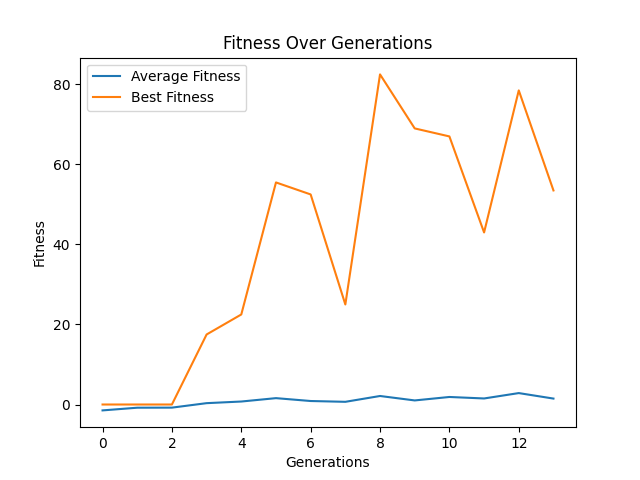 Fitness Over Generations
Average Fitness
Best Fitness
80
60
40
20
0
Fitness
0 2 4 6 8 10 12
Generations